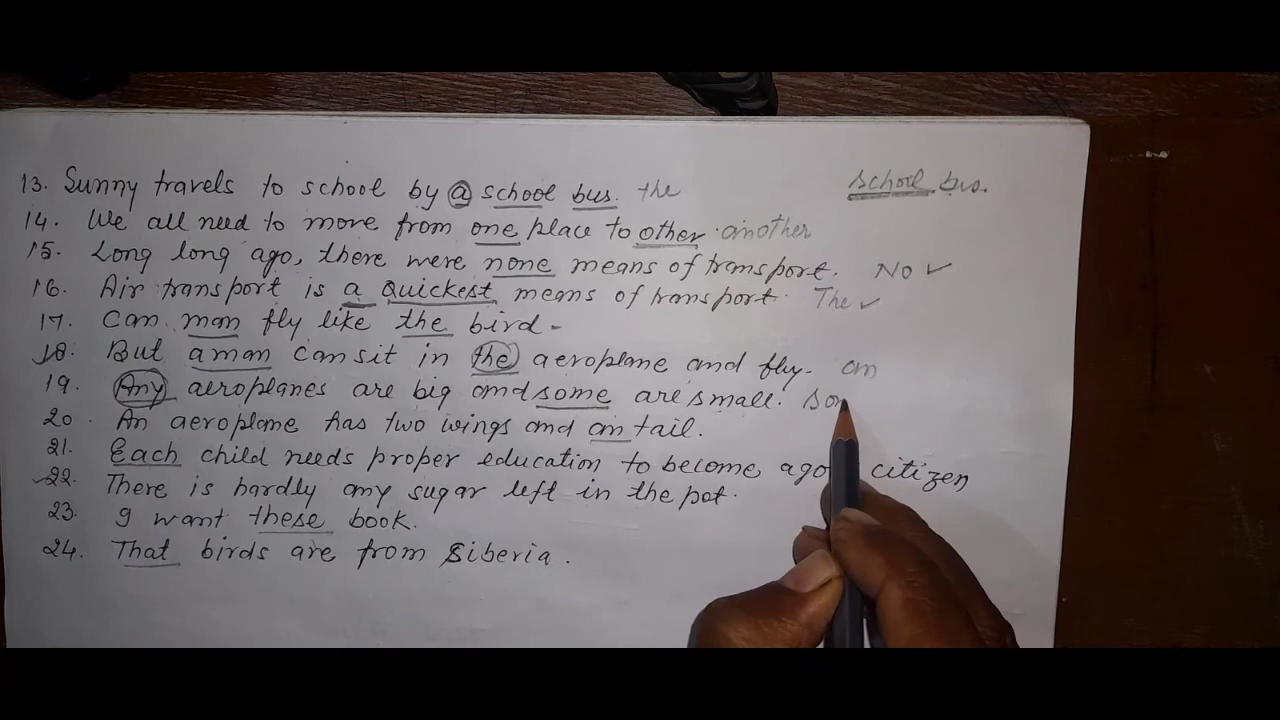 13. Sunny travels to school by a school bus. the school bus.
14. We all need to move from one place to other. another
15. Long long ago, there were none means of transport. No ✓
16. Air transport is a quickest means of transport. The ✓
17. Can man fly like the bird.
18. But a man can sit in the aeroplane and fly. an
19. Any aeroplanes are big and some are small. som
20. An aeroplane has two wings and an tail.
21. Each child needs proper education to become a go citizen
22. There is hardly any sugar left in the pot.
23. I want these book.
24. That birds are from Siberia.